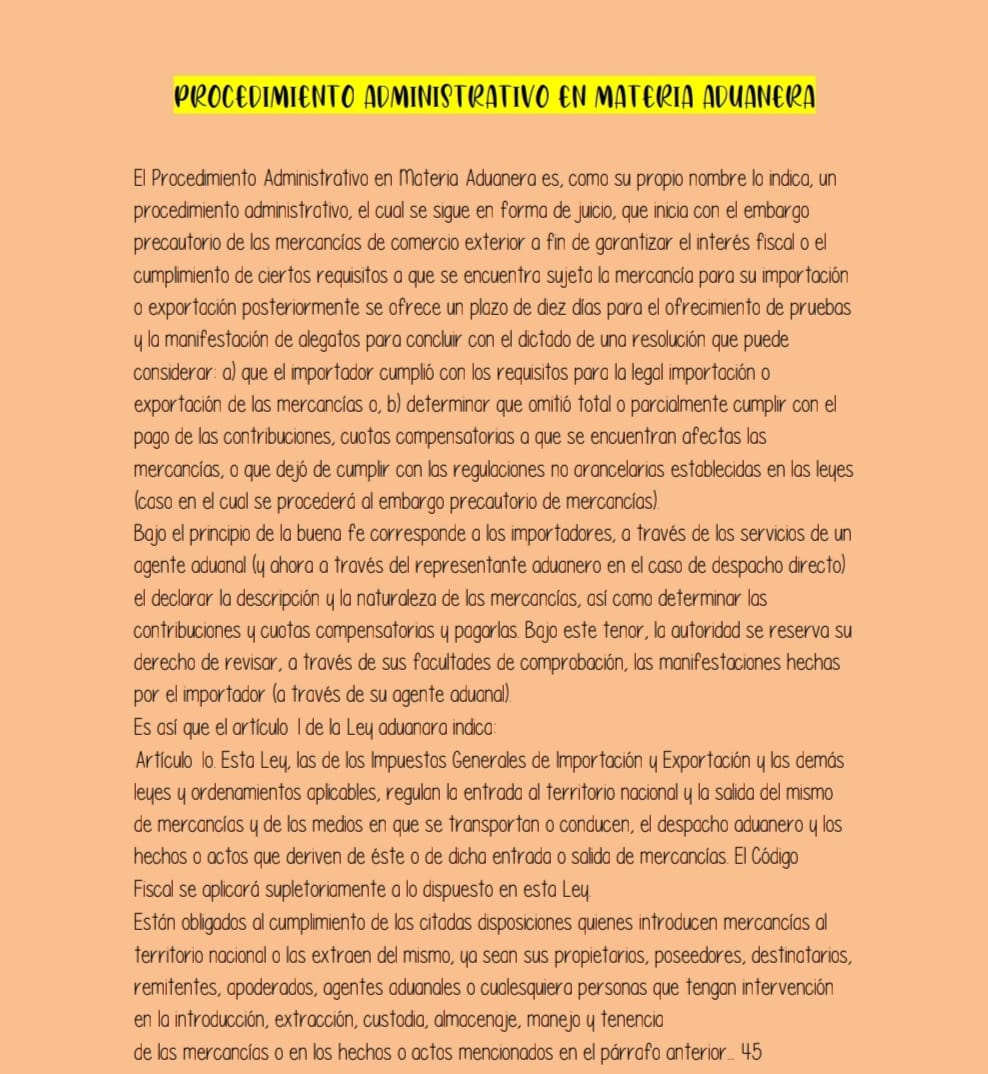 PROCEDIMIENTO ADMINISTRATIVO EN MATERIA ADUANERA
El Procedimiento Administrativo en Materia Aduanera es, como su propio nombre lo indica, un
procedimiento administrativo, el cual se sigue en forma de juicio, que inicia con el embargo
precautorio de las mercancías de comercio exterior a fin de garantizar el interés fiscal o el
cumplimiento de ciertos requisitos a que se encuentra sujeta la mercancía para su importación
o exportación posteriormente se ofrece un plazo de diez días para el ofrecimiento de pruebas
y la manifestación de alegatos para concluir con el dictado de una resolución que puede
considerar: a) que el importador cumplió con los requisitos para la legal importación o
exportación de las mercancías o, b) determinar que omitió total o parcialmente cumplir con el
pago de las contribuciones, cuotas compensatorias a que se encuentran afectas las
mercancías, o que dejó de cumplir con las regulaciones no arancelarias establecidas en las leyes
(caso en el cual se procederá al embargo precautorio de mercancías).
Bajo el principio de la buena fe corresponde a los importadores, a través de los servicios de un
agente aduanal (y ahora a través del representante aduanero en el caso de despacho directo)
el declarar la descripción y la naturaleza de las mercancías, así como determinar las
contribuciones y cuotas compensatorias y pagarlas. Bajo este tenor, la autoridad se reserva su
derecho de revisar, a través de sus facultades de comprobación, las manifestaciones hechas
por el importador (a través de su agente aduanal).
Es así que el artículo 1 de la Ley aduanara indica:
Artículo 1o. Esta Ley, las de los Impuestos Generales de Importación y Exportación y las demás
leyes y ordenamientos aplicables, regulan la entrada al territorio nacional y la salida del mismo
de mercancías y de los medios en que se transportan o conducen, el despacho aduanero y los
hechos o actos que deriven de éste o de dicha entrada o salida de mercancías. El Código
Fiscal se aplicará supletoriamente a lo dispuesto en esta Ley.
Están obligados al cumplimiento de las citadas disposiciones quienes introducen mercancías al
territorio nacional o las extraen del mismo, ya sean sus propietarios, poseedores, destinatarios,
remitentes, apoderados, agentes aduanales o cualesquiera personas que tengan intervención
en la introducción, extracción, custodia, almacenaje, manejo y tenencia
de las mercancías o en los hechos o actos mencionados en el párrafo anterior... 45